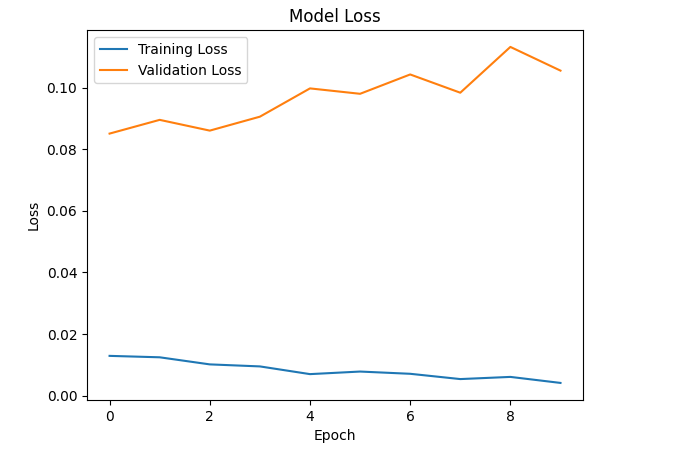 Model Loss
Training Loss
Validation Loss
0.10
0.08
0.06
0.04
0.02
0.00
Loss
0 2 4 6 8
Epoch